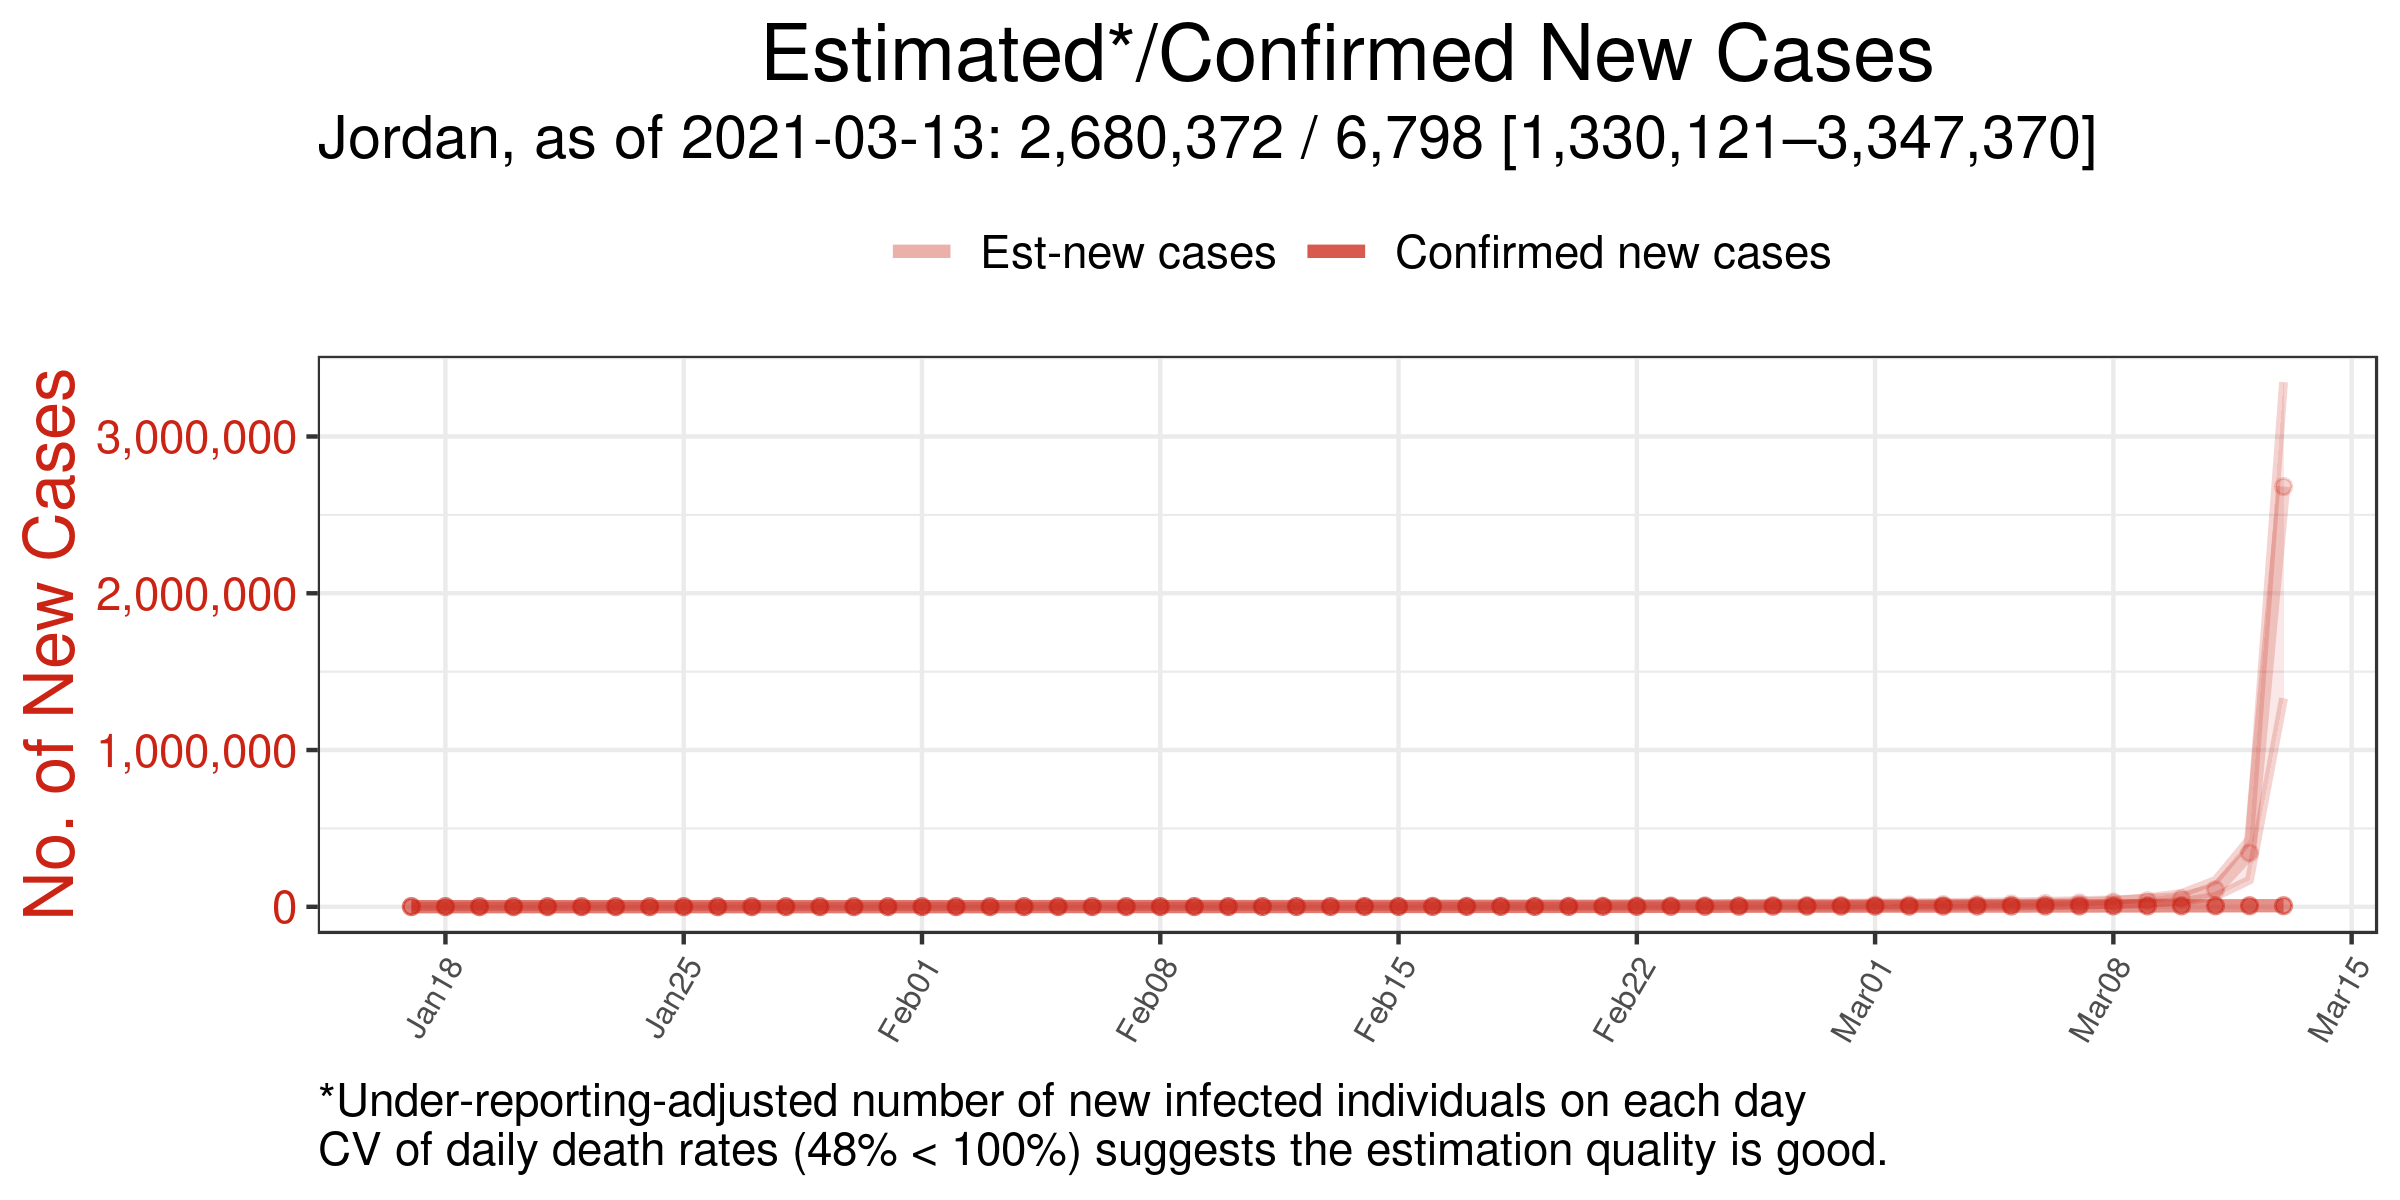 Estimated*/Confirmed New Cases
Jordan, as of 2021-03-13: 2,680,372 / 6,798 [1,330,121–3,347,370]
Est-new cases
Confirmed new cases
No. of New Cases
3,000,000
2,000,000
1,000,000
0
Jan18
Jan25
Feb01
Feb08
Feb15
Feb22
Mar01
Mar08
Mar15
*Under-reporting-adjusted number of new infected individuals on each day
CV of daily death rates (48% < 100%) suggests the estimation quality is good.